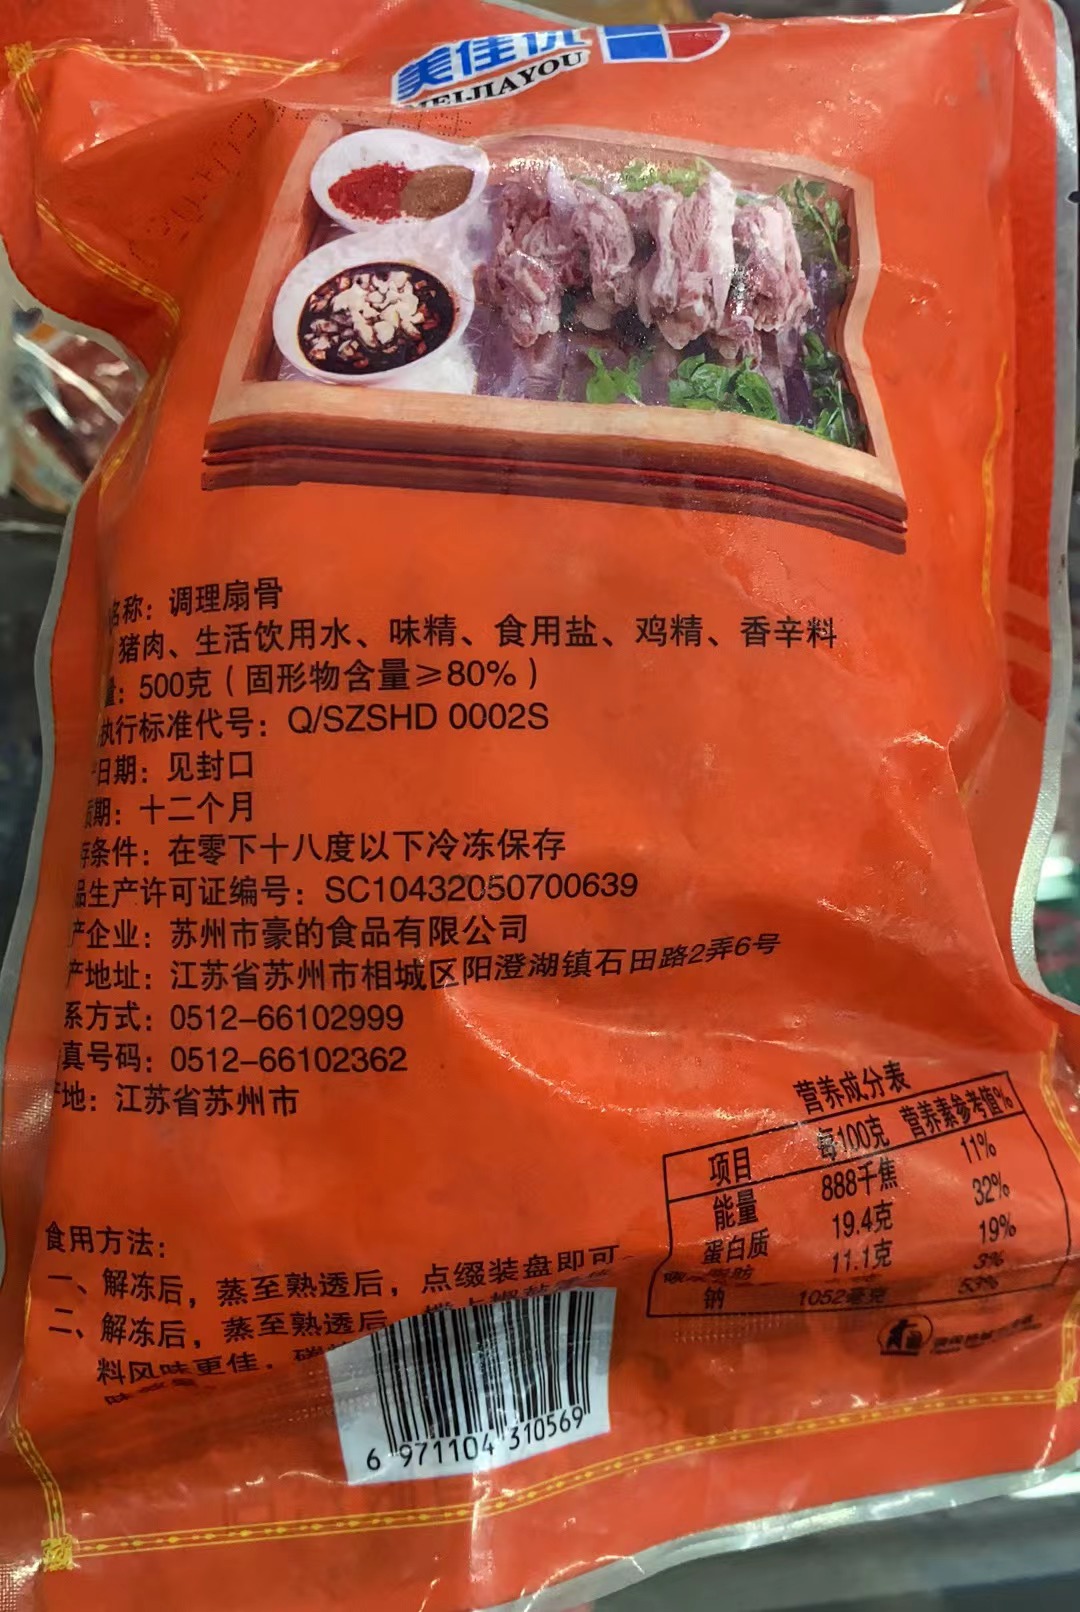 美佳优
MEIJIAYOU
名称：调理扇骨
猪肉、生活饮用水、味精、食用盐、鸡精、香辛料
量：500克（固形物含量≥80%）
执行标准代号：Q/SZSHD 0002S
日期：见封口
质期：十二个月
存条件：在零下十八度以下冷冻保存
品生产许可证编号：SC10432050700639
产企业：苏州市豪的食品有限公司
产地址：江苏省苏州市相城区阳澄湖镇石田路2弄6号
系方式：0512-66102999
真号码：0512-66102362
产地：江苏省苏州市
营养成分表
项目 每100克 营养素参考值%
能量 888千焦 11%
蛋白质 19.4克 32%
脂肪 11.1克 19%
3%
钠 1052毫克 53%
食用方法：
一、解冻后，蒸至熟透后，点缀装盘即可
二、解冻后，蒸至熟透后
料风味更佳
6 971104 310569